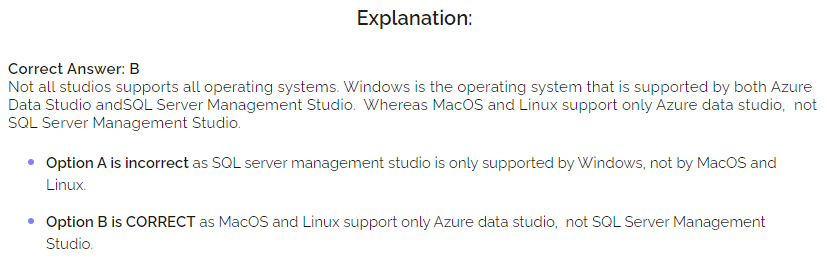 Explanation:
Correct Answer: B
Not all studios supports all operating systems. Windows is the operating system that is supported by both Azure
Data Studio andSQL Server Management Studio.  Whereas MacOS and Linux support only Azure data studio,  not
SQL Server Management Studio.
• Option A is incorrect as SQL server management studio is only supported by Windows, not by MacOS and
Linux.
• Option B is CORRECT as MacOS and Linux support only Azure data studio,  not SQL Server Management
Studio.